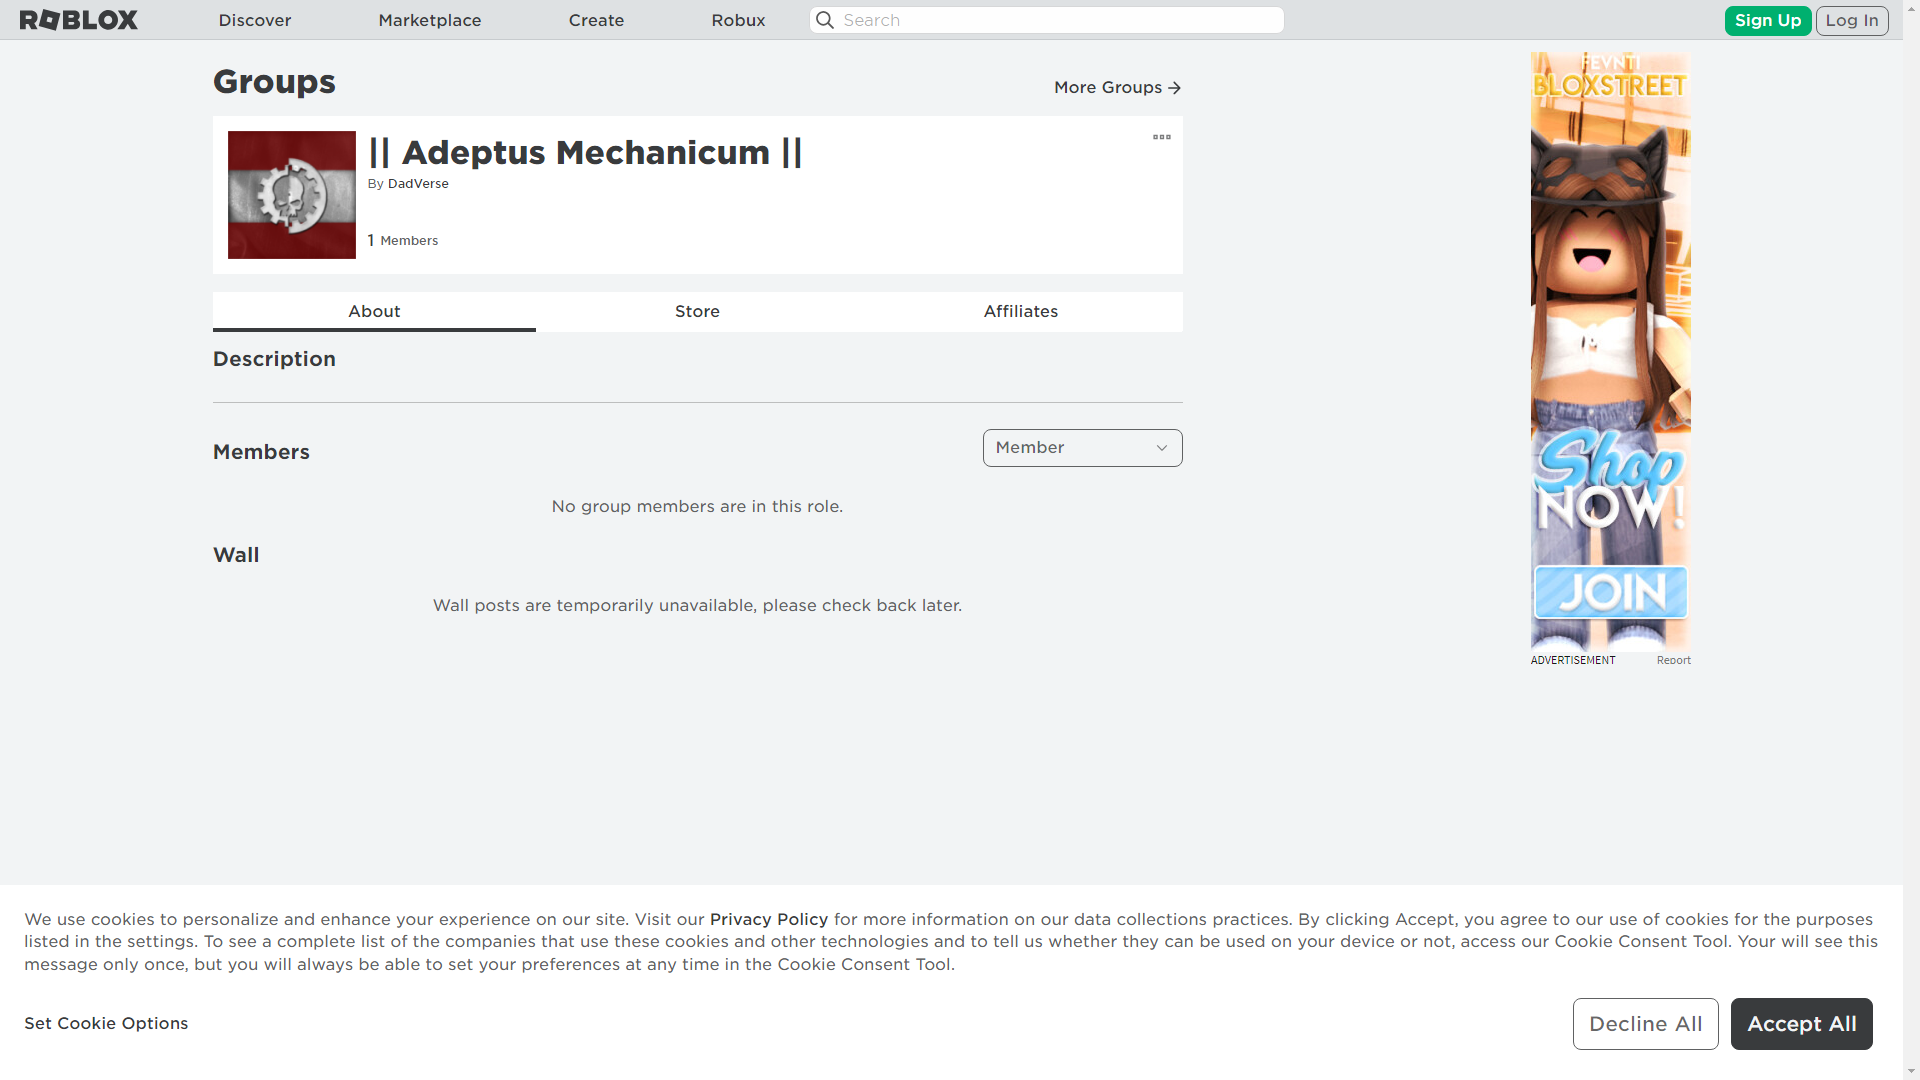 ROBLOX
Discover
Marketplace
Create
Robux
Search
Sign Up
Log In
Groups
More Groups
|| Adeptus Mechanicum ||
By DadVerse
1 Members
About
Store
Affiliates
Description
Members
Member
No group members are in this role.
Wall
Wall posts are temporarily unavailable, please check back later.
FEVNTI
BLOXSTREET
Shop
NOW!
JOIN
ADVERTISEMENT
Report
We use cookies to personalize and enhance your experience on our site. Visit our Privacy Policy for more information on our data collections practices. By clicking Accept, you agree to our use of cookies for the purposes
listed in the settings. To see a complete list of the companies that use these cookies and other technologies and to tell us whether they can be used on your device or not, access our Cookie Consent Tool. Your will see this
message only once, but you will always be able to set your preferences at any time in the Cookie Consent Tool.
Set Cookie Options
Decline All
Accept All